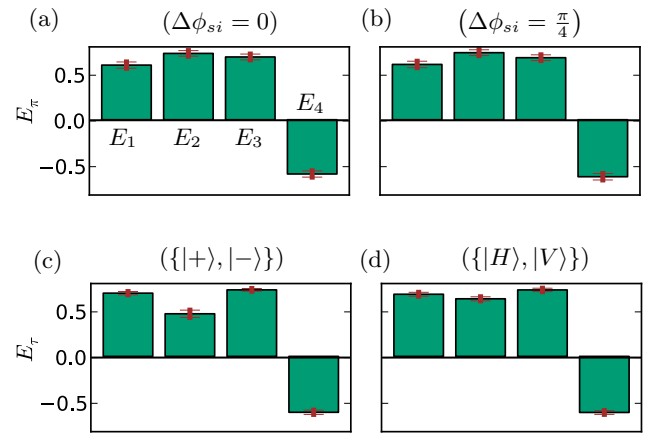 (a) (Δϕ_si = 0) (b) (Δϕ_si = π/4)
0.5
E_π 0.0 E_4
E_1 E_2 E_3
−0.5
(c) ({|+⟩, |−⟩}) (d) ({|H⟩, |V⟩})
0.5
E_τ 0.0
−0.5